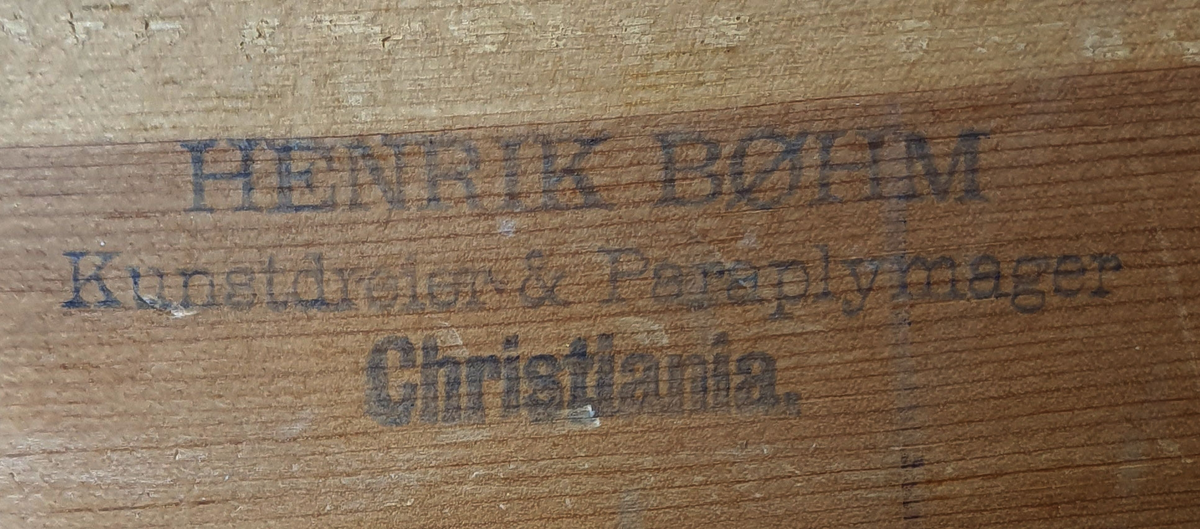 HENRIK BØHM
Kunstdreier & Paraplymager
Christiania.